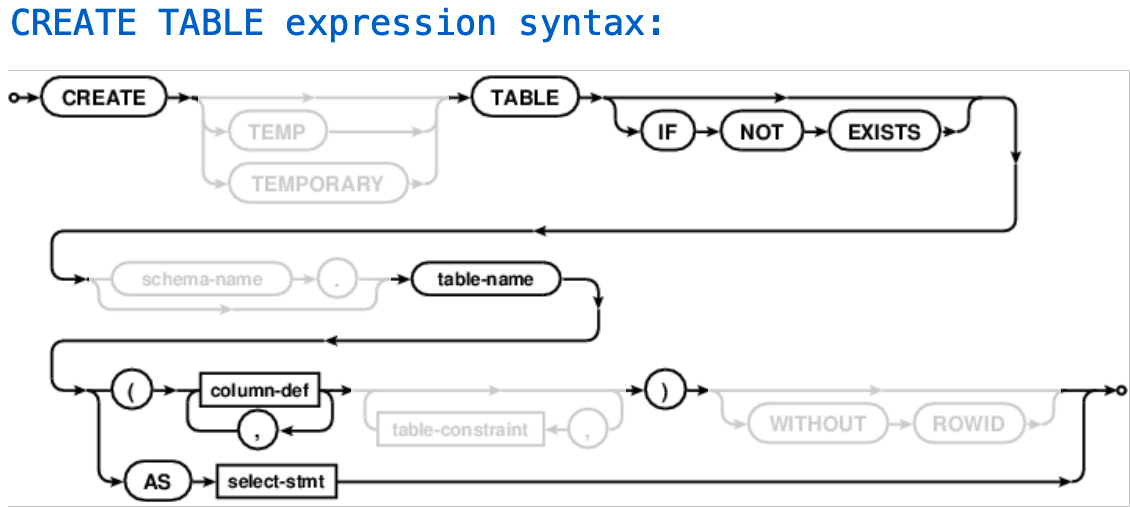 CREATE TABLE expression syntax:
CREATE TABLE
TEMP IF NOT EXISTS
TEMPORARY
schema-name . table-name
( column-def )
, table-constraint , WITHOUT ROWID
AS select-stmt